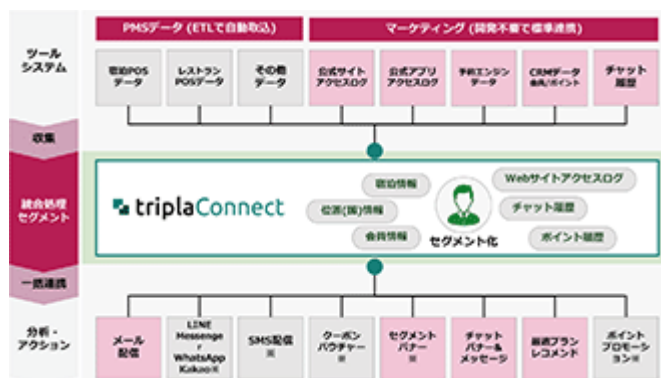 PMSデータ (ETLで自動取込)
マーケティング (開発不要で標準連携)
ツール
システム
宿泊POS
データ
レストラン
POSデータ
その他
データ
公式サイト
アクセスログ
公式アプリ
アクセスログ
予約エンジン
データ
CRMデータ
会員/ポイント
チャット
履歴
収集
統合処理
セグメント
triplaConnect
宿泊情報
位置(国)情報
会員情報
セグメント化
Webサイトアクセスログ
チャット履歴
ポイント履歴
一括連携
分析・
アクション
メール
配信
LINE
Messenge
r
WhatsApp
Kakao※
SMS配信
※
クーポン
バウチャー
※
セグメント
バナー
※
チャット
バナー&
メッセージ
最適プラン
レコメンド
ポイント
プロモーション※